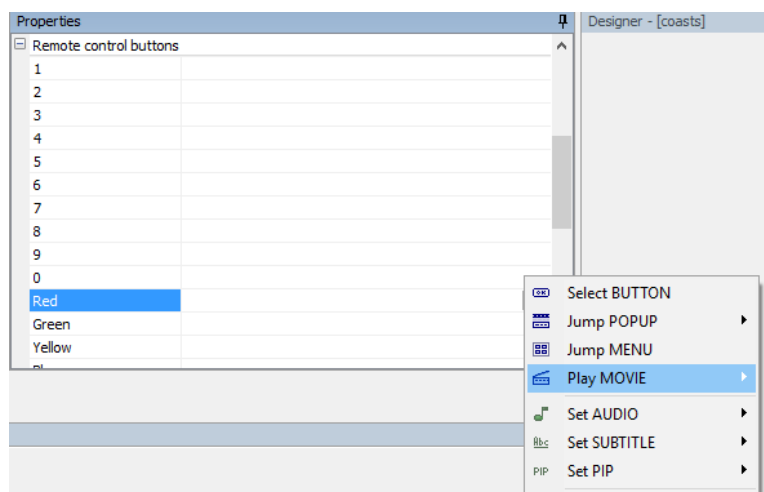 Properties
Designer - [coasts]
Remote control buttons
1
2
3
4
5
6
7
8
9
0
Red
Green
Yellow
Select BUTTON
Jump POPUP
Jump MENU
Play MOVIE
Set AUDIO
Abc Set SUBTITLE
PIP Set PIP